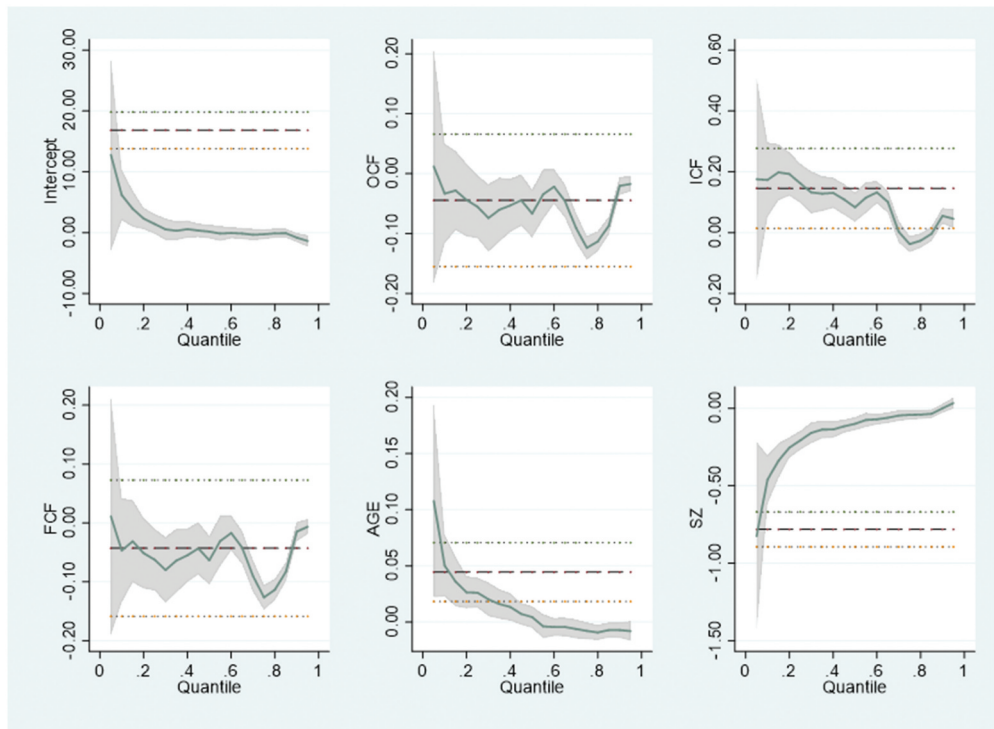 Intercept
30.00
20.00
10.00
0.00
-10.00
0 .2 .4 .6 .8 1
Quantile
OCF
0.20
0.10
0.00
-0.10
-0.20
0 .2 .4 .6 .8 1
Quantile
ICF
0.60
0.40
0.20
0.00
-0.20
0 .2 .4 .6 .8 1
Quantile
FCF
0.20
0.10
0.00
-0.10
-0.20
0 .2 .4 .6 .8 1
Quantile
AGE
0.20
0.15
0.10
0.05
0.00
0 .2 .4 .6 .8 1
Quantile
SZ
0.00
-0.50
-1.00
-1.50
0 .2 .4 .6 .8 1
Quantile